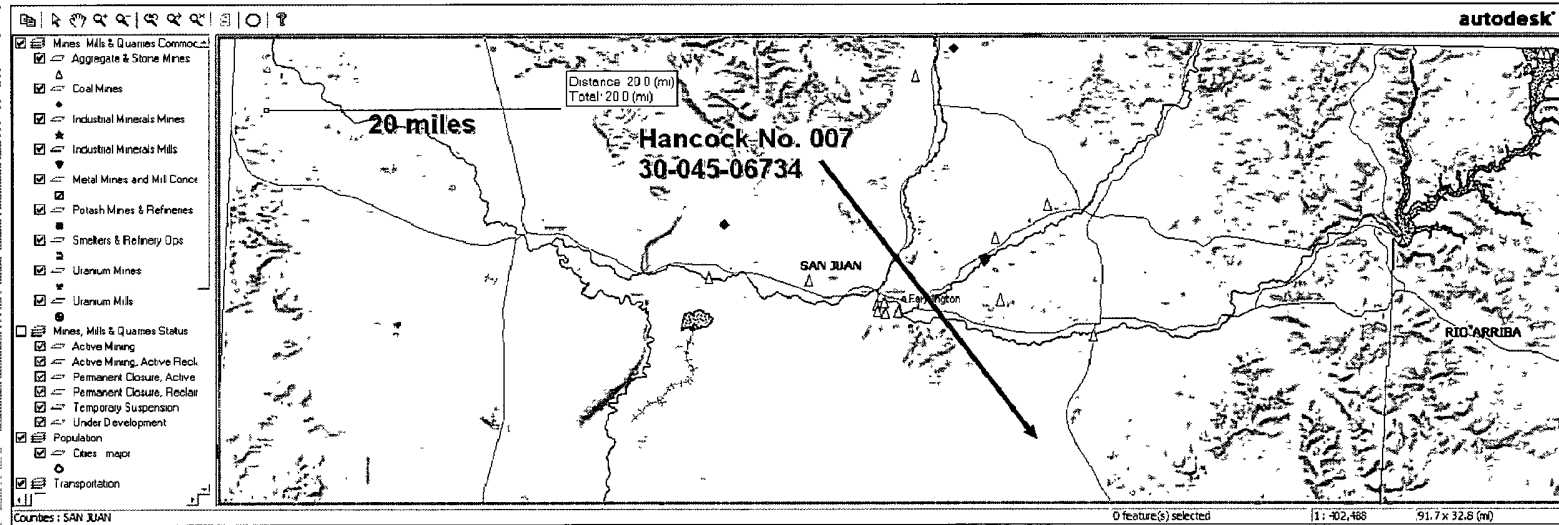 autodesk
Mines, Mills & Quarries Commoc
Aggregate & Stone Mines
Coal Mines
Industrial Minerals Mines
Industrial Minerals Mills
Metal Mines and Mill Conce
Potash Mines & Refineries
Smelters & Refinery Ops
Uranium Mines
Uranium Mills
Mines, Mills & Quarries Status
Active Mining
Active Mining, Active Recla
Permanent Closure, Active
Permanent Closure, Reclair
Temporary Suspension
Under Development
Population
Cities major
Transportation
Distance: 20.0 (mi)
Total: 20.0 (mi)
20 miles
Hancock No. 007
30-045-06734
SAN JUAN
Farmington
RIO ARRIBA
Counties : SAN JUAN
0 feature(s) selected
1 : 402,488
91.7 x 32.8 (mi)